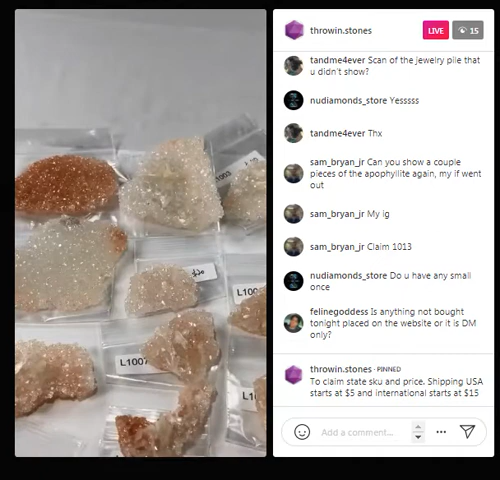 throwin.stones LIVE 15
tandme4ever Scan of the jewelry pile that
u didn't show?
nudiamonds_store Yesssss
tandme4ever Thx
sam_bryan_jr Can you show a couple
pieces of the apophyllite again, my if went
out
sam_bryan_jr My ig
sam_bryan_jr Claim 1013
nudiamonds_store Do u have any small
once
felinegoddess Is anything not bought
tonight placed on the website or it is DM
only?
throwin.stones · PINNED
To claim state sku and price. Shipping USA
starts at $5 and international starts at $15
Add a comment...
L1007